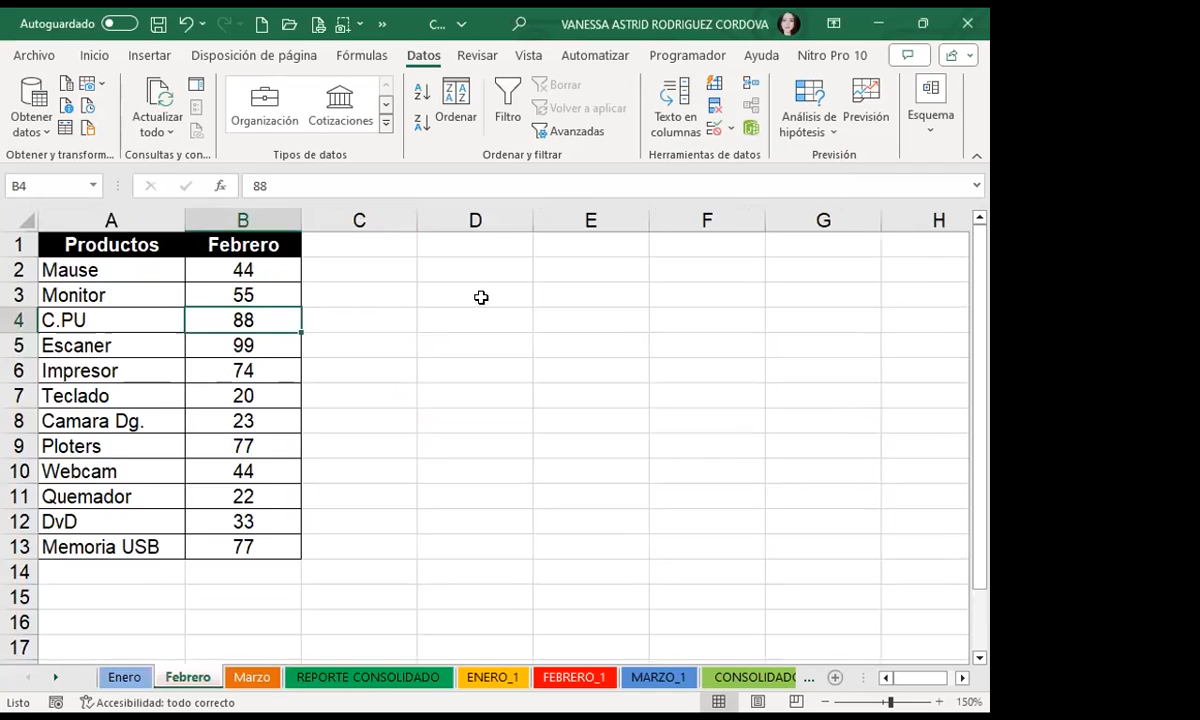 Autoguardado C... VANESSA ASTRID RODRIGUEZ CORDOVA
Archivo Inicio Insertar Disposición de página Fórmulas Datos Revisar Vista Automatizar Programador Ayuda Nitro Pro 10
Obtener datos
Actualizar todo
Organización Cotizaciones
Ordenar
Filtro
Borrar
Volver a aplicar
Avanzadas
Texto en columnas
Análisis de hipótesis
Previsión
Esquema
Obtener y transform... Consultas y con... Tipos de datos Ordenar y filtrar Herramientas de datos Previsión
B4 fx 88
A B C D E F G H
1 Productos Febrero
2 Mause 44
3 Monitor 55
4 C.PU 88
5 Escaner 99
6 Impresor 74
7 Teclado 20
8 Camara Dg. 23
9 Ploters 77
10 Webcam 44
11 Quemador 22
12 DvD 33
13 Memoria USB 77
14
15
16
17
Enero Febrero Marzo REPORTE CONSOLIDADO ENERO_1 FEBRERO_1 MARZO_1 CONSOLIDADO ...
Listo Accesibilidad: todo correcto 150%